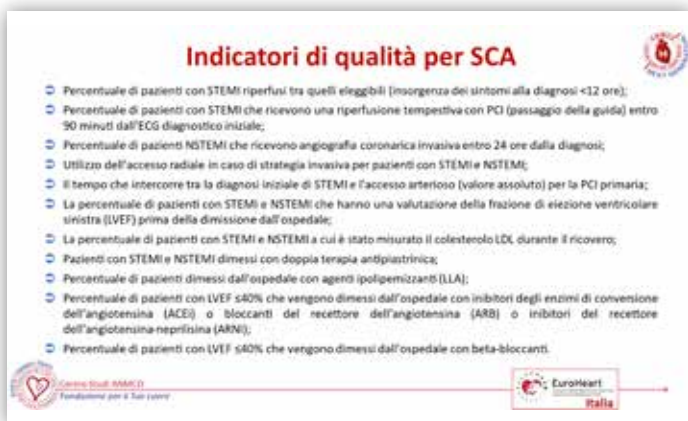 Indicatori di qualità per SCA
Percentuale di pazienti con STEMI riperfusi tra quelli eleggibili (insorgenza dei sintomi alla diagnosi <12 ore);
Percentuale di pazienti con STEMI che ricevono una riperfusione tempestiva con PCI (passaggio della guida) entro
90 minuti dall'ECG diagnostico iniziale;
Percentuale pazienti NSTEMI che ricevono angiografia coronarica invasiva entro 24 ore dalla diagnosi;
Utilizzo dell'accesso radiale in caso di strategia invasiva per pazienti con STEMI e NSTEMI;
Il tempo che intercorre tra la diagnosi iniziale di STEMI e l'accesso arterioso (valore assoluto) per la PCI primaria;
La percentuale di pazienti con STEMI e NSTEMI che hanno una valutazione della frazione di eiezione ventricolare
sinistra (LVEF) prima della dimissione dall'ospedale;
La percentuale di pazienti con STEMI e NSTEMI a cui è stato misurato il colesterolo LDL durante il ricovero;
Pazienti con STEMI e NSTEMI dimessi con doppia terapia antipiastrinica;
Percentuale di pazienti dimessi dall'ospedale con agenti ipolipemizzanti (LLA);
Percentuale di pazienti con LVEF ≤40% che vengono dimessi dall'ospedale con inibitori degli enzimi di conversione
dell'angiotensina (ACEi) o bloccanti del recettore dell'angiotensina (ARB) o inibitori del recettore
dell'angiotensina-neprilisina (ARNI);
Percentuale di pazienti con LVEF ≤40% che vengono dimessi dall'ospedale con beta-bloccanti.
Centro Studi ANMCO
Fondazione per il Tuo cuore
EuroHeart
Italia